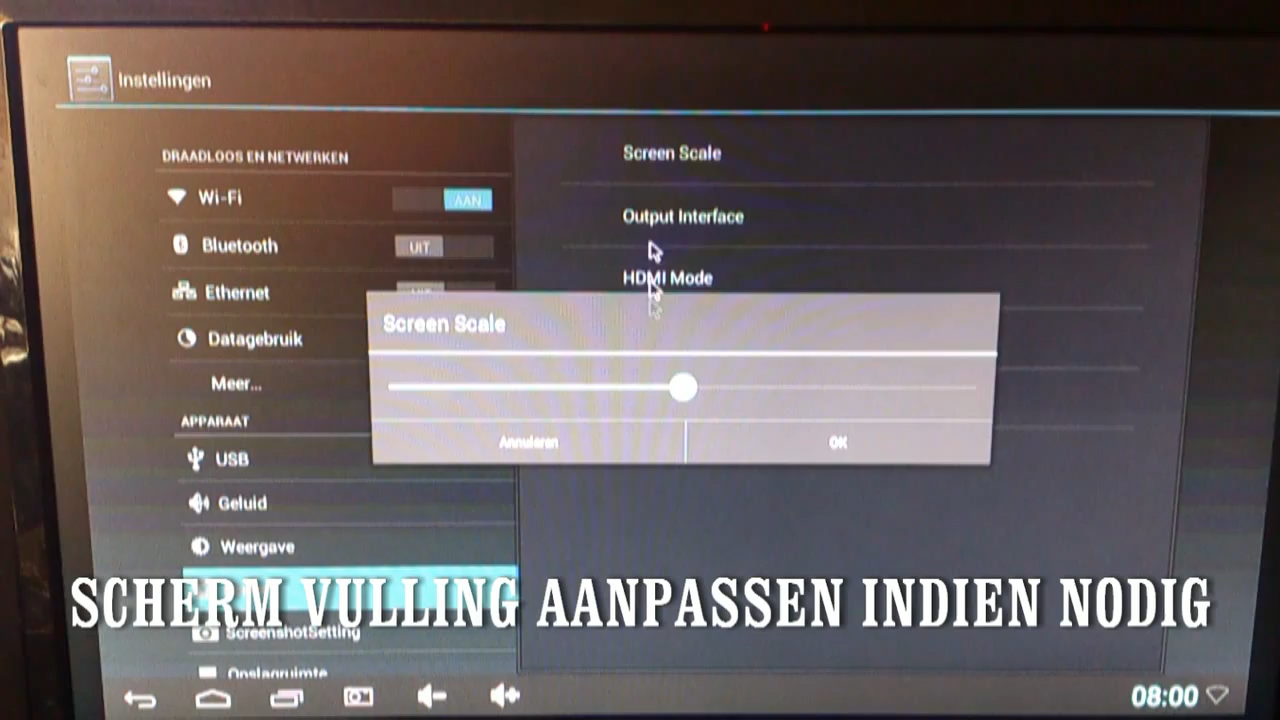 Instellingen
DRAADLOOS EN NETWERKEN
Wi-Fi
AAN
Bluetooth
UIT
Ethernet
Datagebruik
Meer...
APPARAAT
USB
Geluid
Weergave
ScreenshotSetting
Opslagruimte
Screen Scale
Output Interface
HDMI Mode
Screen Scale
Annuleren
OK
SCHERM VULLING AANPASSEN INDIEN NODIG
08:00